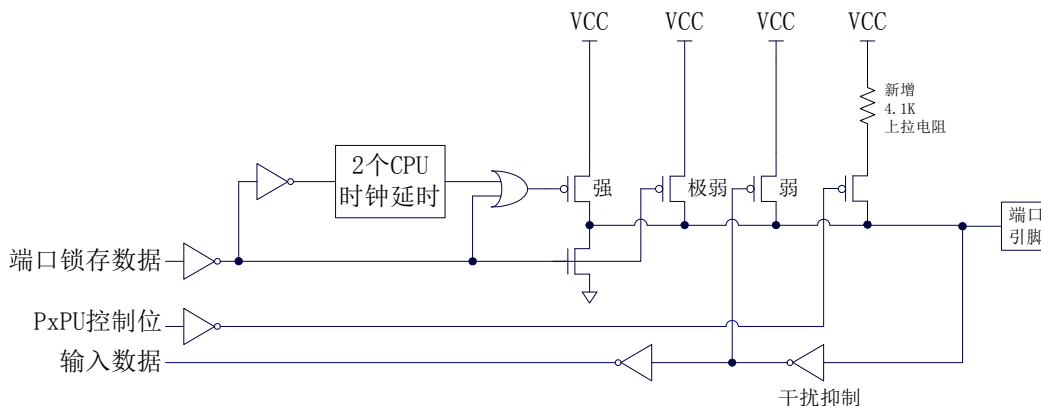 VCC
VCC
VCC
VCC
新增
4.1K
上拉电阻
2个CPU
时钟延时
强
极弱
弱
端口
引脚
端口锁存数据
PxPU控制位
输入数据
干扰抑制